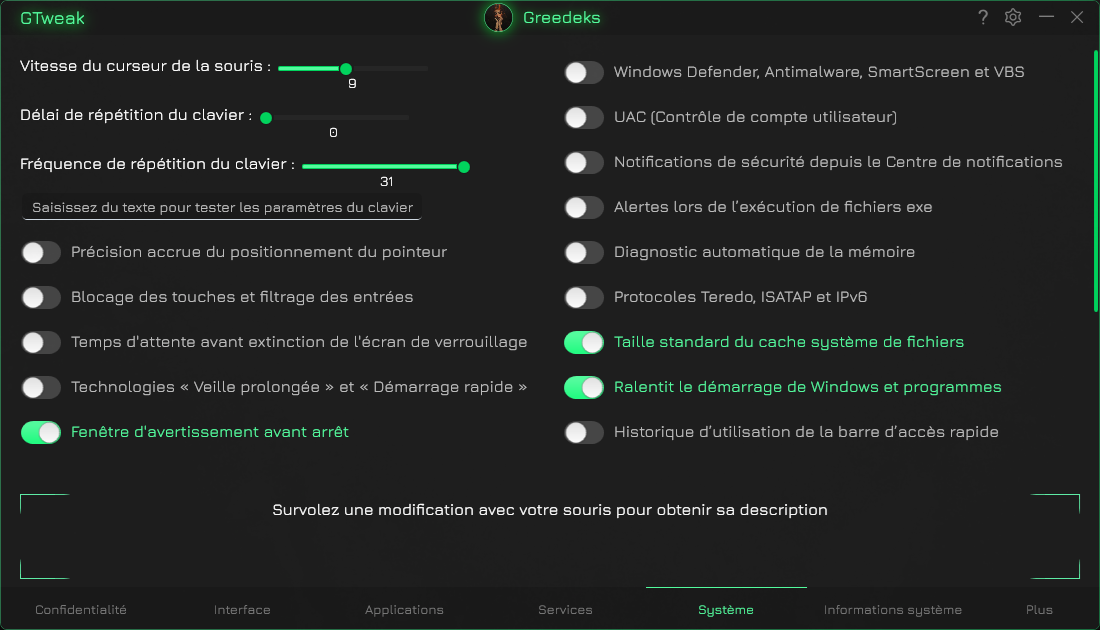 GTweak
Greedeks
?
Vitesse du curseur de la souris :
9
Délai de répétition du clavier :
0
Fréquence de répétition du clavier :
31
Saisissez du texte pour tester les paramètres du clavier
Précision accrue du positionnement du pointeur
Blocage des touches et filtrage des entrées
Temps d'attente avant extinction de l'écran de verrouillage
Technologies « Veille prolongée » et « Démarrage rapide »
Fenêtre d'avertissement avant arrêt
Windows Defender, Antimalware, SmartScreen et VBS
UAC (Contrôle de compte utilisateur)
Notifications de sécurité depuis le Centre de notifications
Alertes lors de l’exécution de fichiers exe
Diagnostic automatique de la mémoire
Protocoles Teredo, ISATAP et IPv6
Taille standard du cache système de fichiers
Ralentit le démarrage de Windows et programmes
Historique d’utilisation de la barre d’accès rapide
Survolez une modification avec votre souris pour obtenir sa description
Confidentialité
Interface
Applications
Services
Système
Informations système
Plus